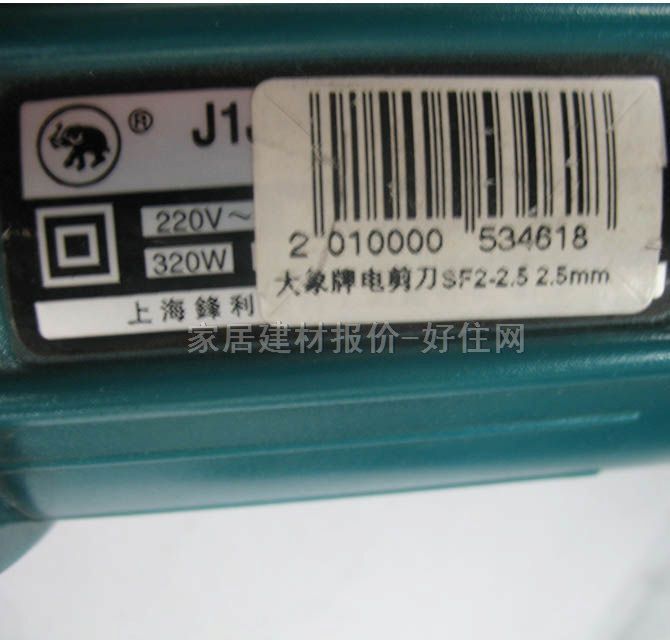 ® J1J
220V～
320W
上海鋒利
2 010000 534618
大象牌电剪刀SF2-2.5 2.5mm
家居建材报价-好住网